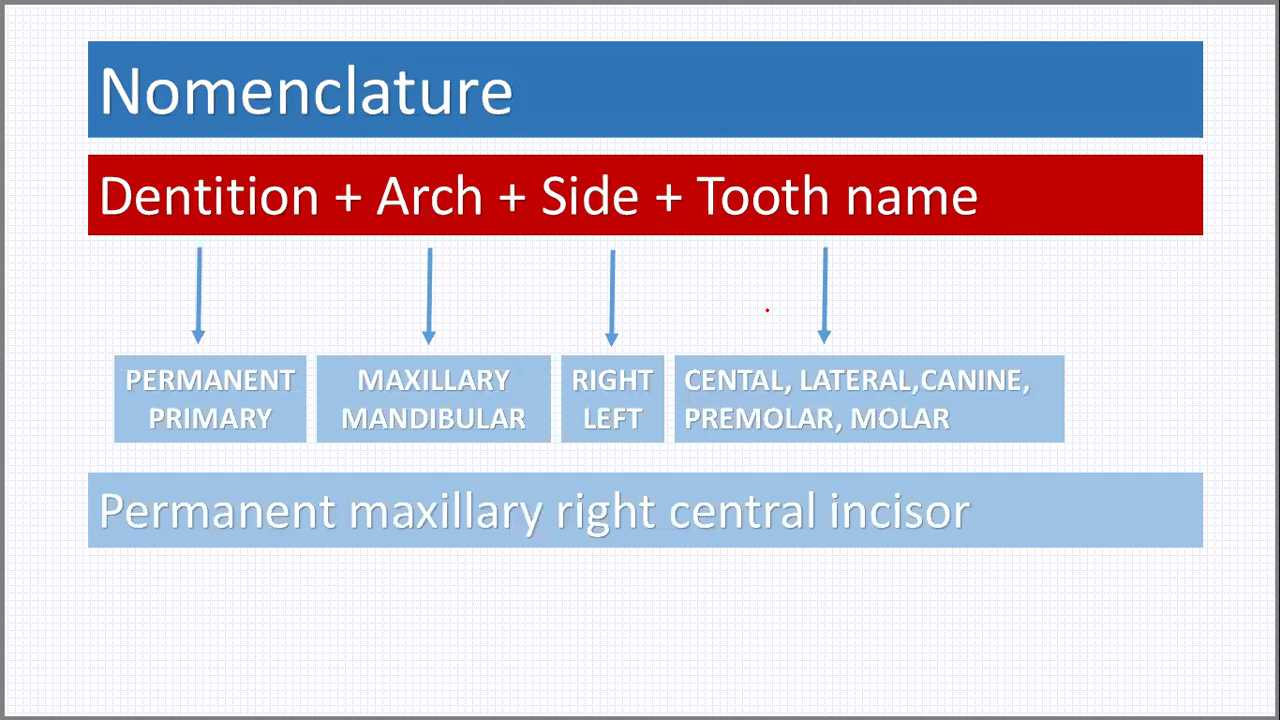 Nomenclature
Dentition + Arch + Side + Tooth name
PERMANENT
PRIMARY
MAXILLARY
MANDIBULAR
RIGHT
LEFT
CENTAL, LATERAL,CANINE,
PREMOLAR, MOLAR
Permanent maxillary right central incisor